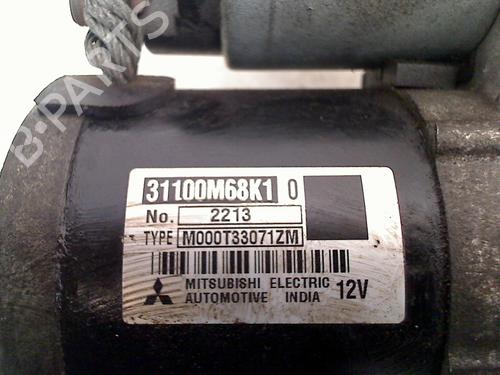 B-PARTS
31100M68K1 0
No. 2213
TYPE M000T33071ZM
MITSUBISHI ELECTRIC
AUTOMOTIVE INDIA 12V